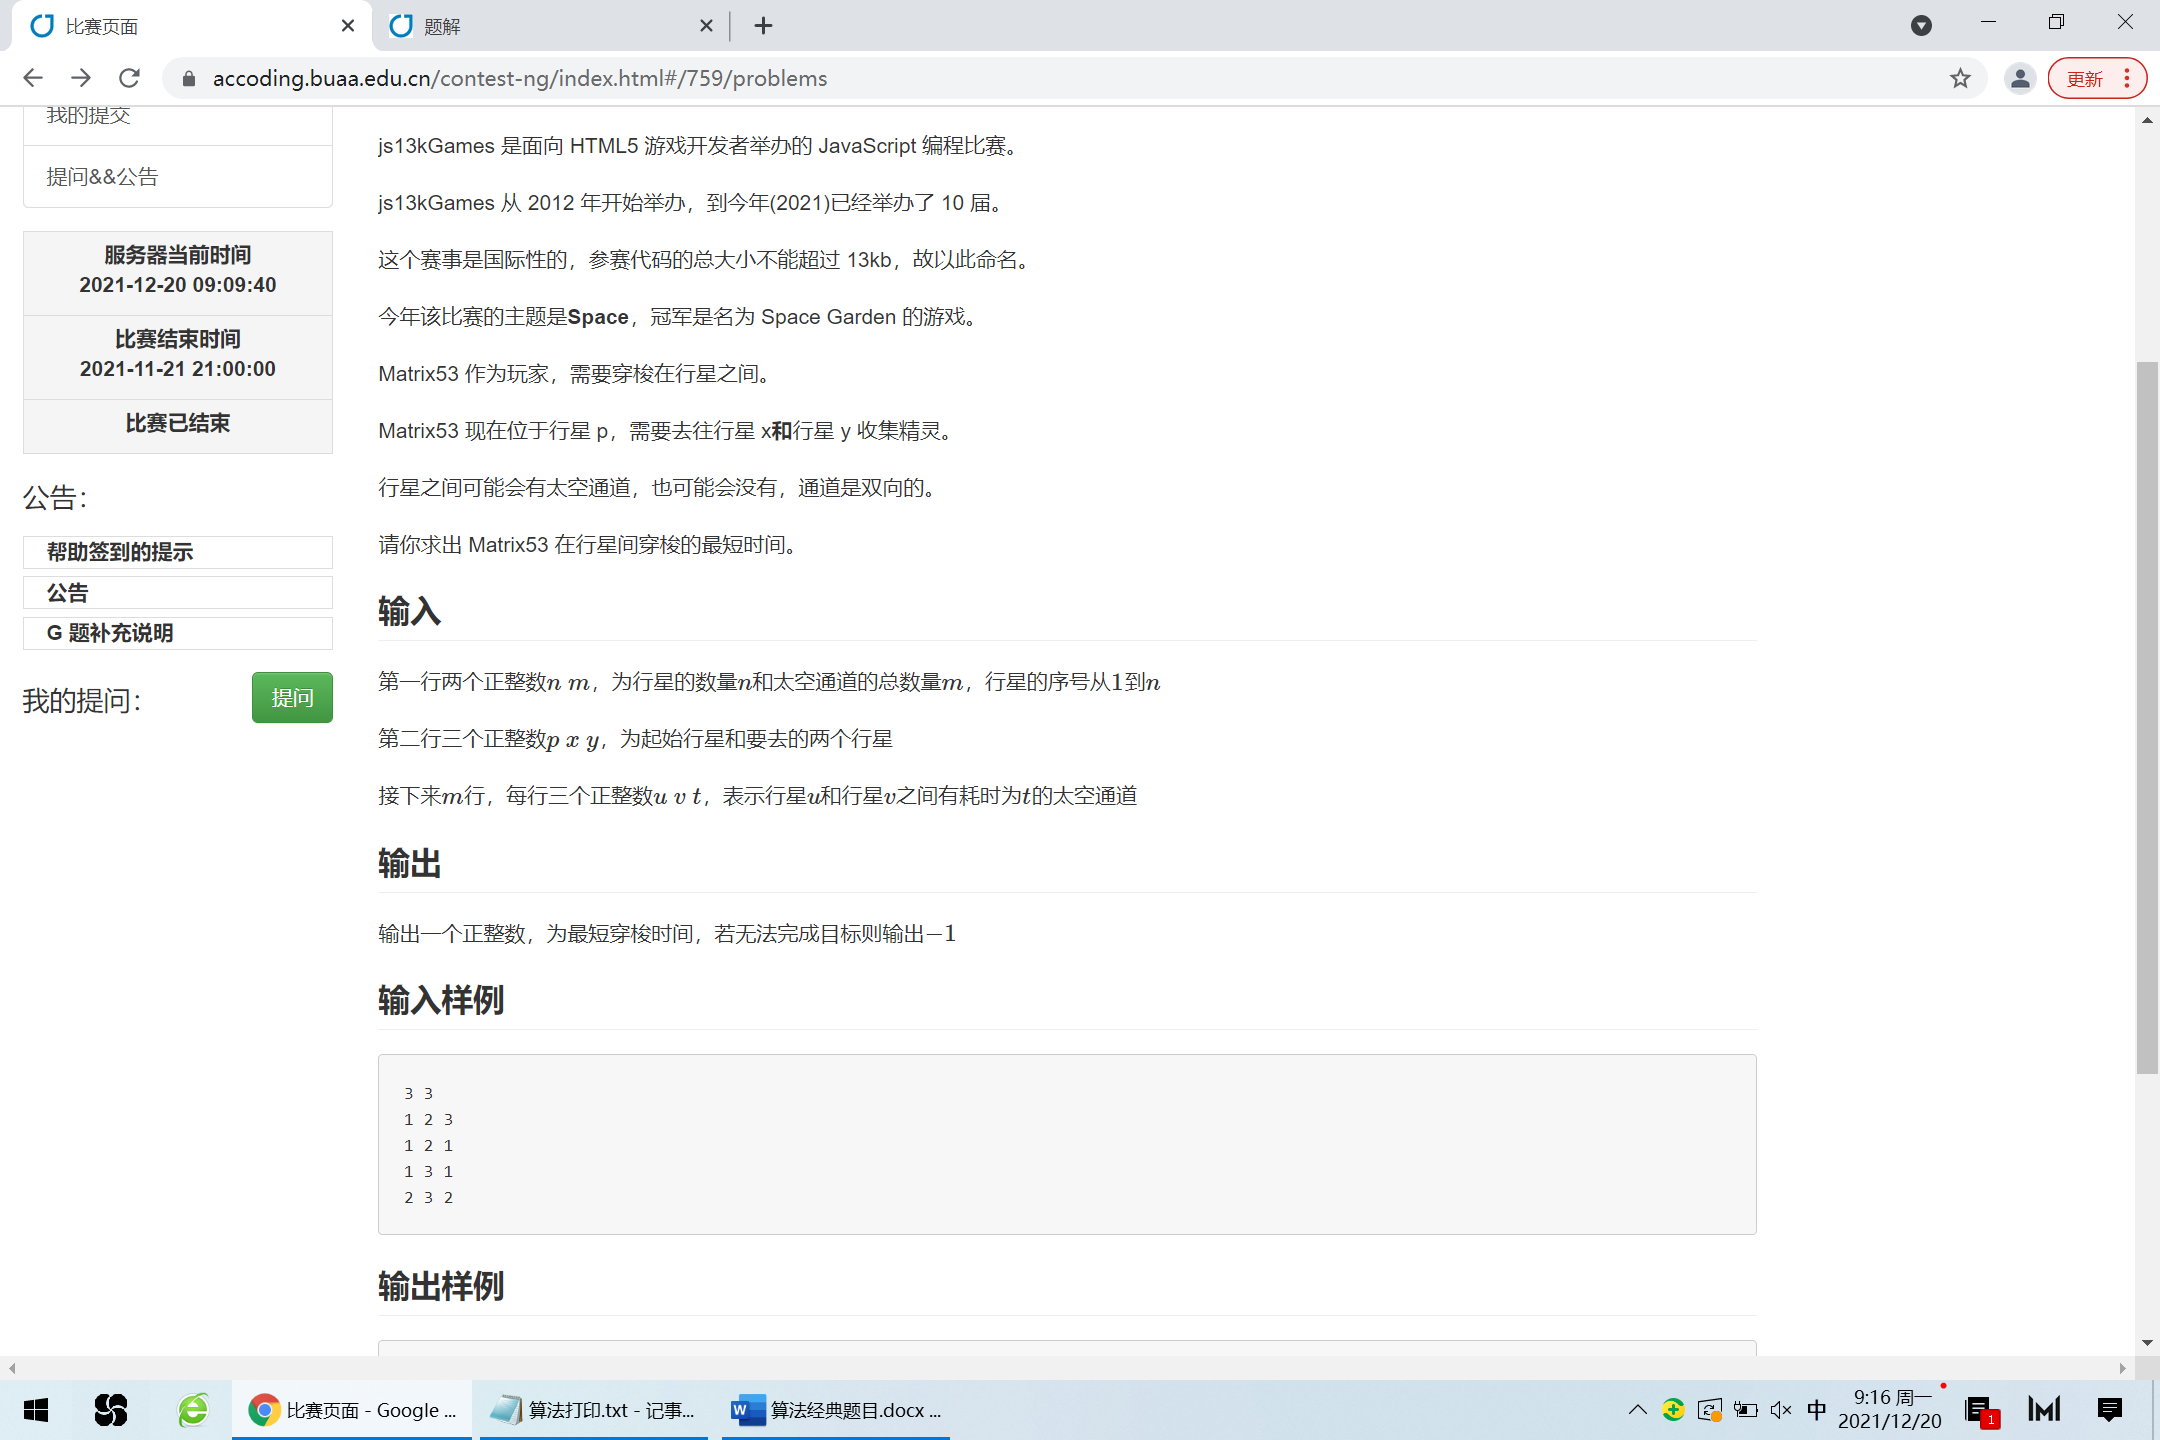 比赛页面
题解
accoding.buaa.edu.cn/contest-ng/index.html#/759/problems
更新
我的提交
提问&&公告
服务器当前时间
2021-12-20 09:09:40
比赛结束时间
2021-11-21 21:00:00
比赛已结束
公告：
帮助签到的提示
公告
G 题补充说明
我的提问：
提问
js13kGames 是面向 HTML5 游戏开发者举办的 JavaScript 编程比赛。
js13kGames 从 2012 年开始举办，到今年(2021)已经举办了 10 届。
这个赛事是国际性的，参赛代码的总大小不能超过 13kb，故以此命名。
今年该比赛的主题是Space，冠军是名为 Space Garden 的游戏。
Matrix53 作为玩家，需要穿梭在行星之间。
Matrix53 现在位于行星 p，需要去往行星 x和行星 y 收集精灵。
行星之间可能会有太空通道，也可能会没有，通道是双向的。
请你求出 Matrix53 在行星间穿梭的最短时间。
输入
第一行两个正整数n m，为行星的数量n和太空通道的总数量m，行星的序号从1到n
第二行三个正整数p x y，为起始行星和要去的两个行星
接下来m行，每行三个正整数u v t，表示行星u和行星v之间有耗时为t的太空通道
输出
输出一个正整数，为最短穿梭时间，若无法完成目标则输出−1
输入样例
3 3
1 2 3
1 2 1
1 3 1
2 3 2
输出样例
比赛页面 - Google ...
算法打印.txt - 记事...
算法经典题目.docx ...
中
9:16 周一
2021/12/20
1